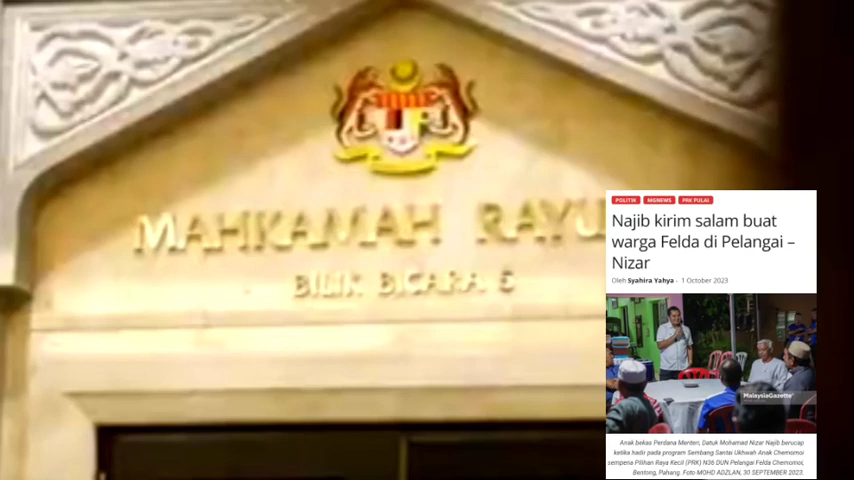 MAHKAMAH RAYU
BILIK BICARA 5
POLITIK MGNEWS PRK PULAI
Najib kirim salam buat
warga Felda di Pelangai –
Nizar
Oleh Syahira Yahya - 1 October 2023
MalaysiaGazette
Anak bekas Perdana Menteri, Datuk Mohamad Nizar Najib berucap
ketika hadir pada program Sembang Santai Ukhwah Anak Chemomoi
sempena Pilihan Raya Kecil (PRK) N36 DUN Pelangai Felda Chemomoi,
Bentong, Pahang. Foto MOHD ADZLAN, 30 SEPTEMBER 2023.